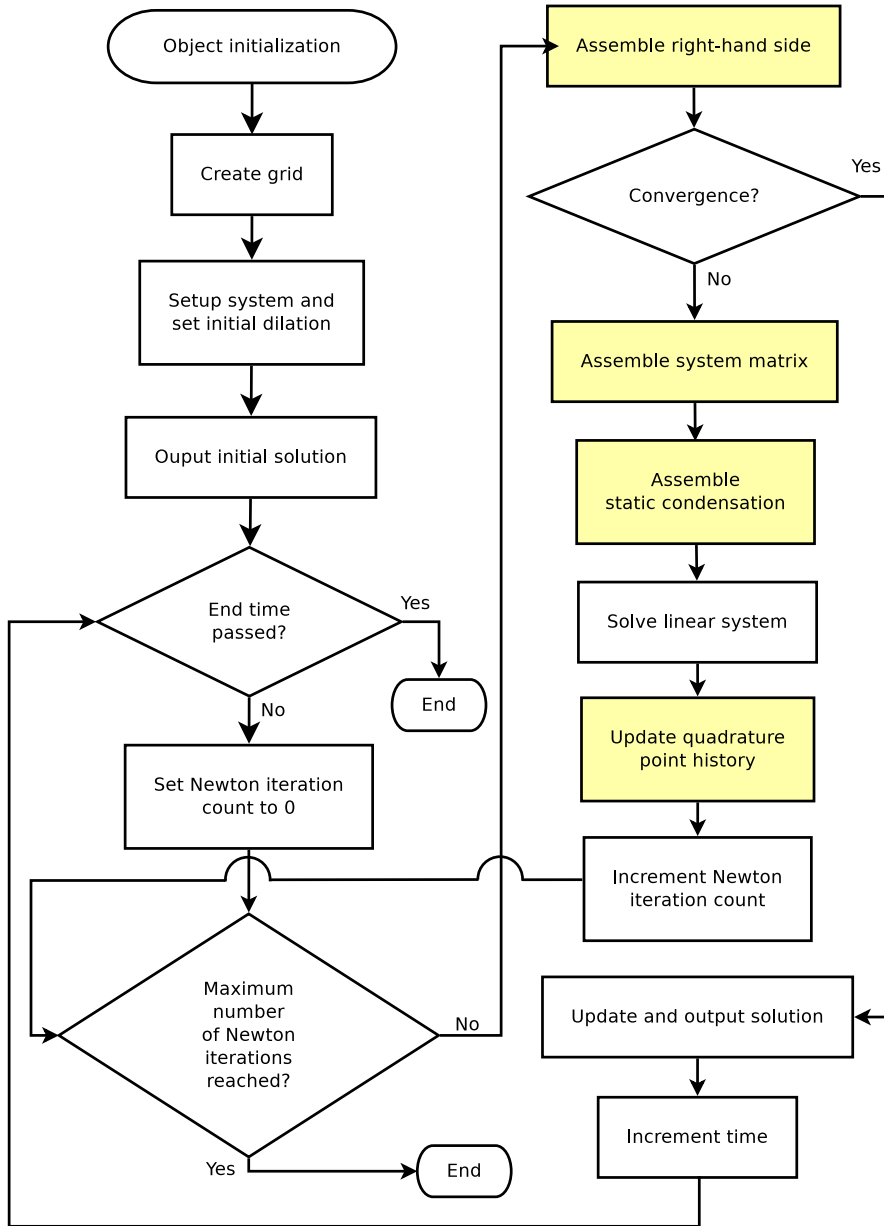 Object initialization
Create grid
Setup system and
set initial dilation
Ouput initial solution
End time
passed?
Yes
End
No
Set Newton iteration
count to 0
Maximum
number
of Newton
iterations
reached?
No
Yes
End
Assemble right-hand side
Convergence?
Yes
No
Assemble system matrix
Assemble
static condensation
Solve linear system
Update quadrature
point history
Increment Newton
iteration count
Update and output solution
Increment time